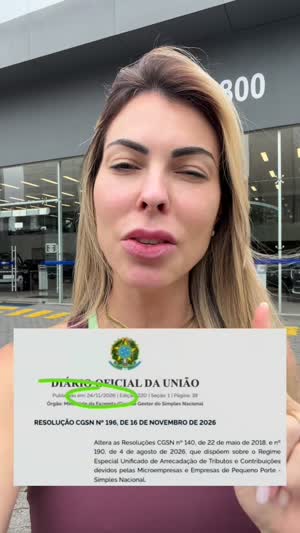 800
DIÁRIO OFICIAL DA UNIÃO
Publicado em: 24/11/2026 | Edição: 220 | Seção: 1 | Página: 38
Órgão: Ministério da Fazenda/Comitê Gestor do Simples Nacional
RESOLUÇÃO CGSN Nº 196, DE 16 DE NOVEMBRO DE 2026
Altera as Resoluções CGSN nº 140, de 22 de maio de 2018, e nº
190, de 4 de agosto de 2026, que dispõem sobre o Regime
Especial Unificado de Arrecadação de Tributos e Contribuições
devidos pelas Microempresas e Empresas de Pequeno Porte -
Simples Nacional.